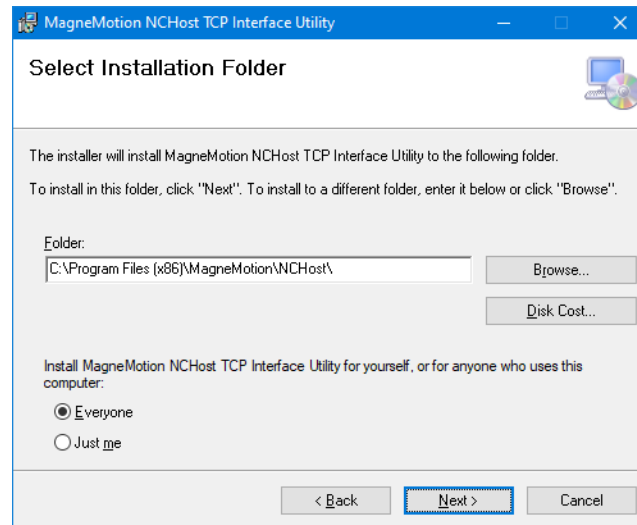 MagneMotion NCHost TCP Interface Utility
Select Installation Folder
The installer will install MagneMotion NCHost TCP Interface Utility to the following folder.
To install in this folder, click "Next". To install to a different folder, enter it below or click "Browse".
Folder:
C:\Program Files (x86)\MagneMotion\NCHost\
Browse...
Disk Cost...
Install MagneMotion NCHost TCP Interface Utility for yourself, or for anyone who uses this
computer:
Everyone
Just me
< Back
Next >
Cancel